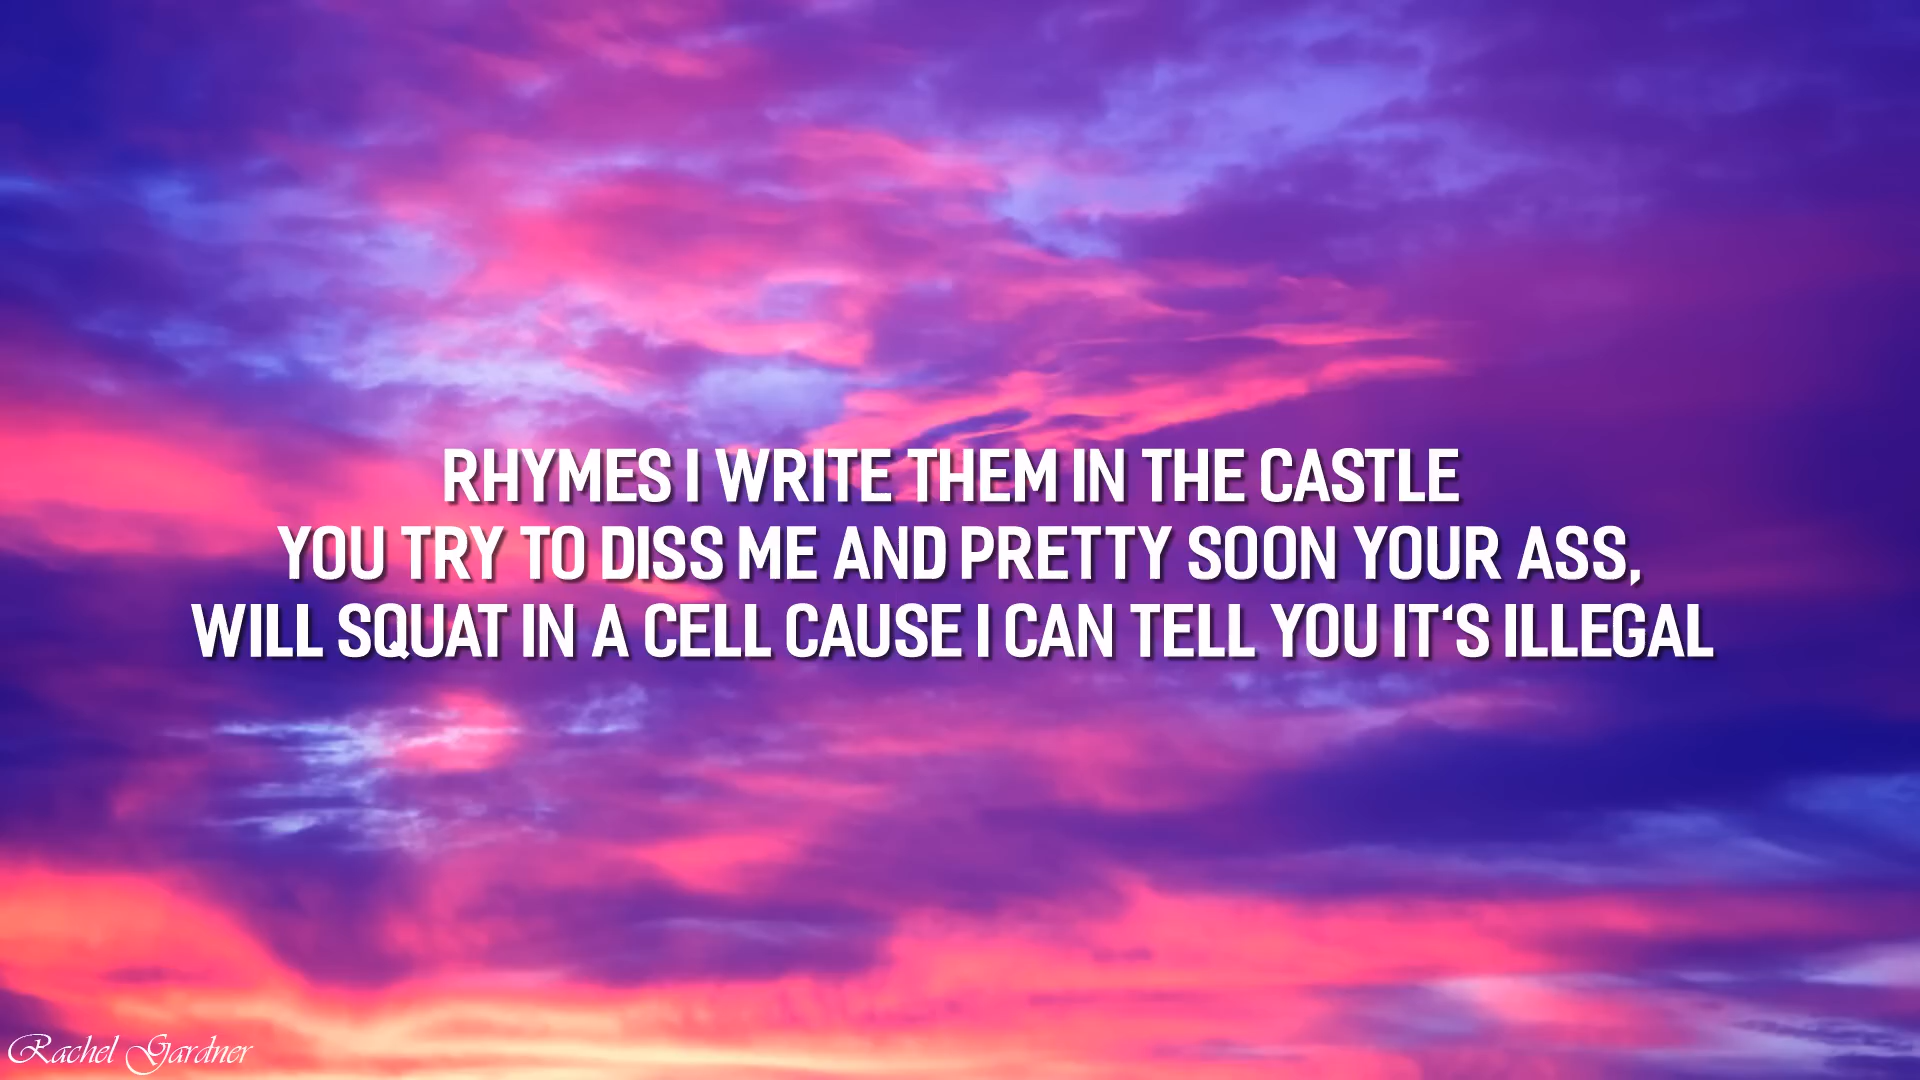 RHYMES I WRITE THEM IN THE CASTLE
YOU TRY TO DISS ME AND PRETTY SOON YOUR ASS,
WILL SQUAT IN A CELL CAUSE I CAN TELL YOU IT‘S ILLEGAL
Rachel Gardner